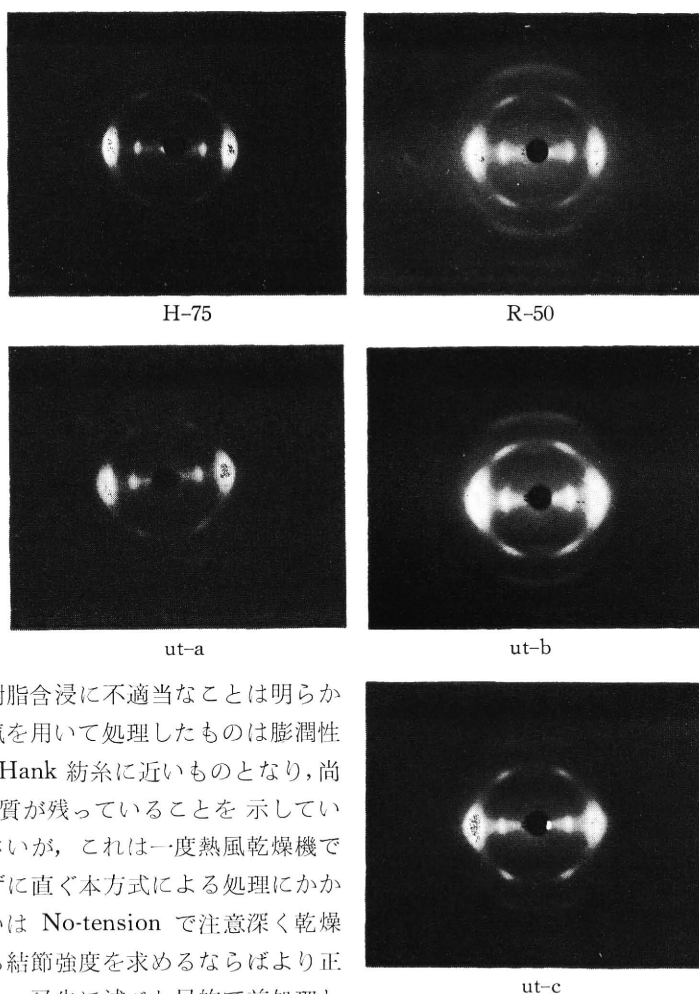 H–75
R–50
ut–a
ut–b
樹脂含浸に不適当なことは明らか
気を用いて処理したものは膨潤性
Hank 紡糸に近いものとなり，尚
質が残っていることを 示してい
いが， これは一度熱風乾燥機で
ずに直ぐ本方式による処理にかか
いは No-tension で注意深く乾燥
ら結節強度を求めるならばより正
ut–c